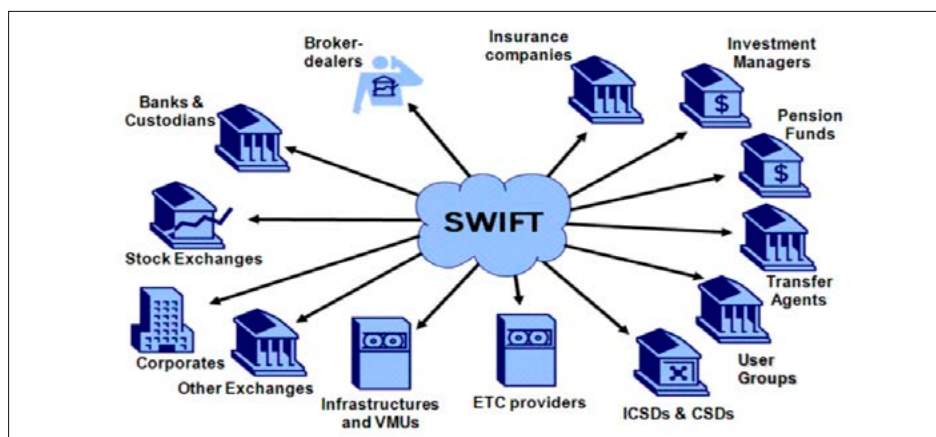 Broker-
dealers
Insurance
companies
Investment
Managers
Banks &
Custodians
Pension
Funds
$
$
SWIFT
Stock Exchanges
Transfer
Agents
Corporates
Other Exchanges
Infrastructures
and VMUs
ETC providers
ICSDs & CSDs
User
Groups